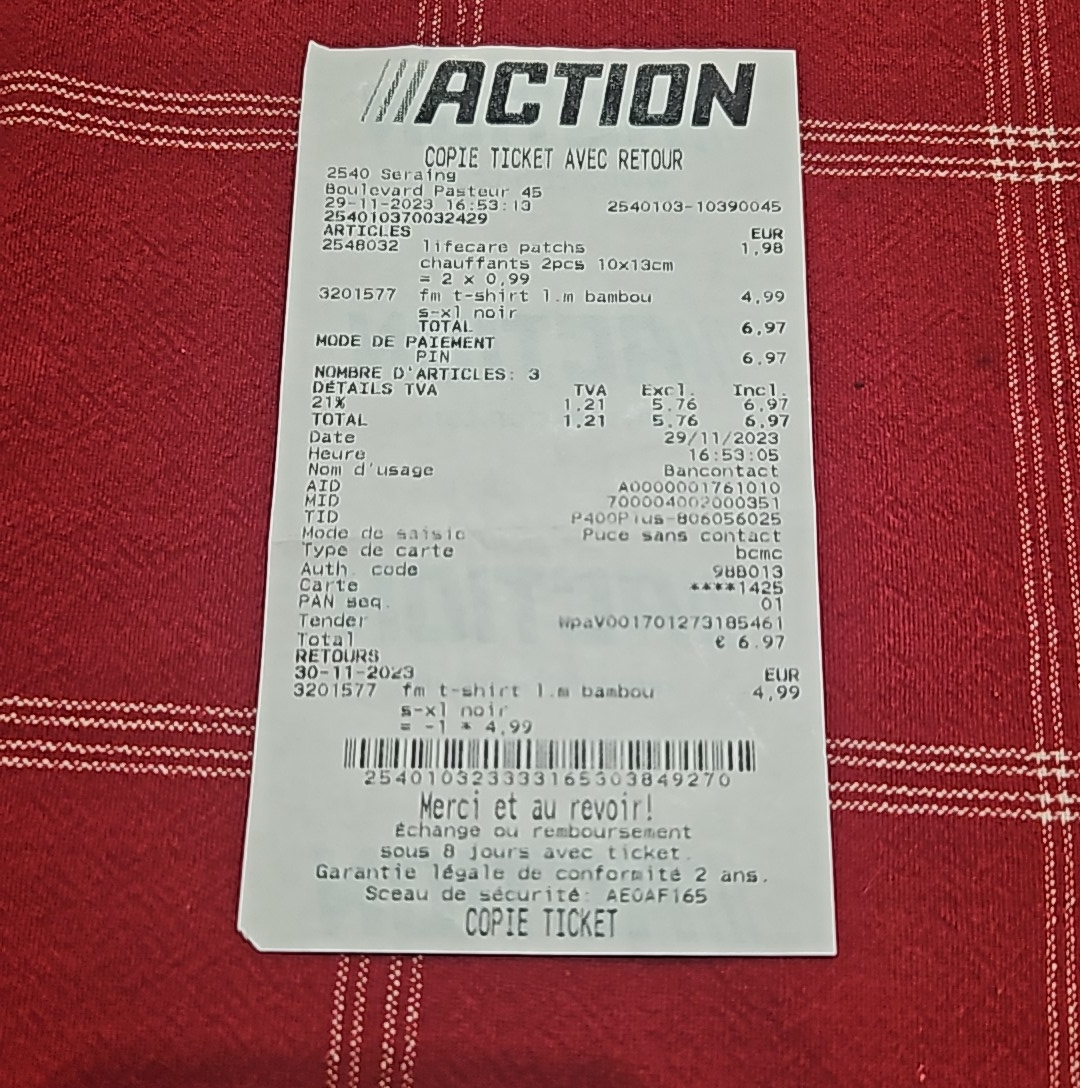 ACTION
COPIE TICKET AVEC RETOUR
2540 Seraing
Boulevard Pasteur 45
29-11-2023 16:53:13 2540103-10390045
254010370032429
ARTICLES EUR
2548032 lifecare patchs 1,98
chauffants 2pcs 10x13cm
= 2 x 0,99
3201577 fm t-shirt l.m bambou 4,99
s-xl noir
TOTAL 6,97
MODE DE PAIEMENT
PIN 6,97
NOMBRE D'ARTICLES: 3
DÉTAILS TVA TVA Excl. Incl.
21% 1,21 5,76 6,97
TOTAL 1,21 5,76 6,97
Date 29/11/2023
Heure 16:53:05
Nom d'usage Bancontact
AID A0000001761010
MID 700004002000351
TID P400Plus-806056025
Mode de saisie Puce sans contact
Type de carte bcmc
Auth. code 98B013
Carte ****1425
PAN seq. 01
Tender WpaV001701273185461
Total € 6.97
RETOURS
30-11-2023 EUR
3201577 fm t-shirt l.m bambou 4,99
s-xl noir
= -1 * 4,99
254010323333165303849270
Merci et au revoir!
Échange ou remboursement
sous 8 jours avec ticket.
Garantie légale de conformité 2 ans.
Sceau de sécurité: AE0AF165
COPIE TICKET